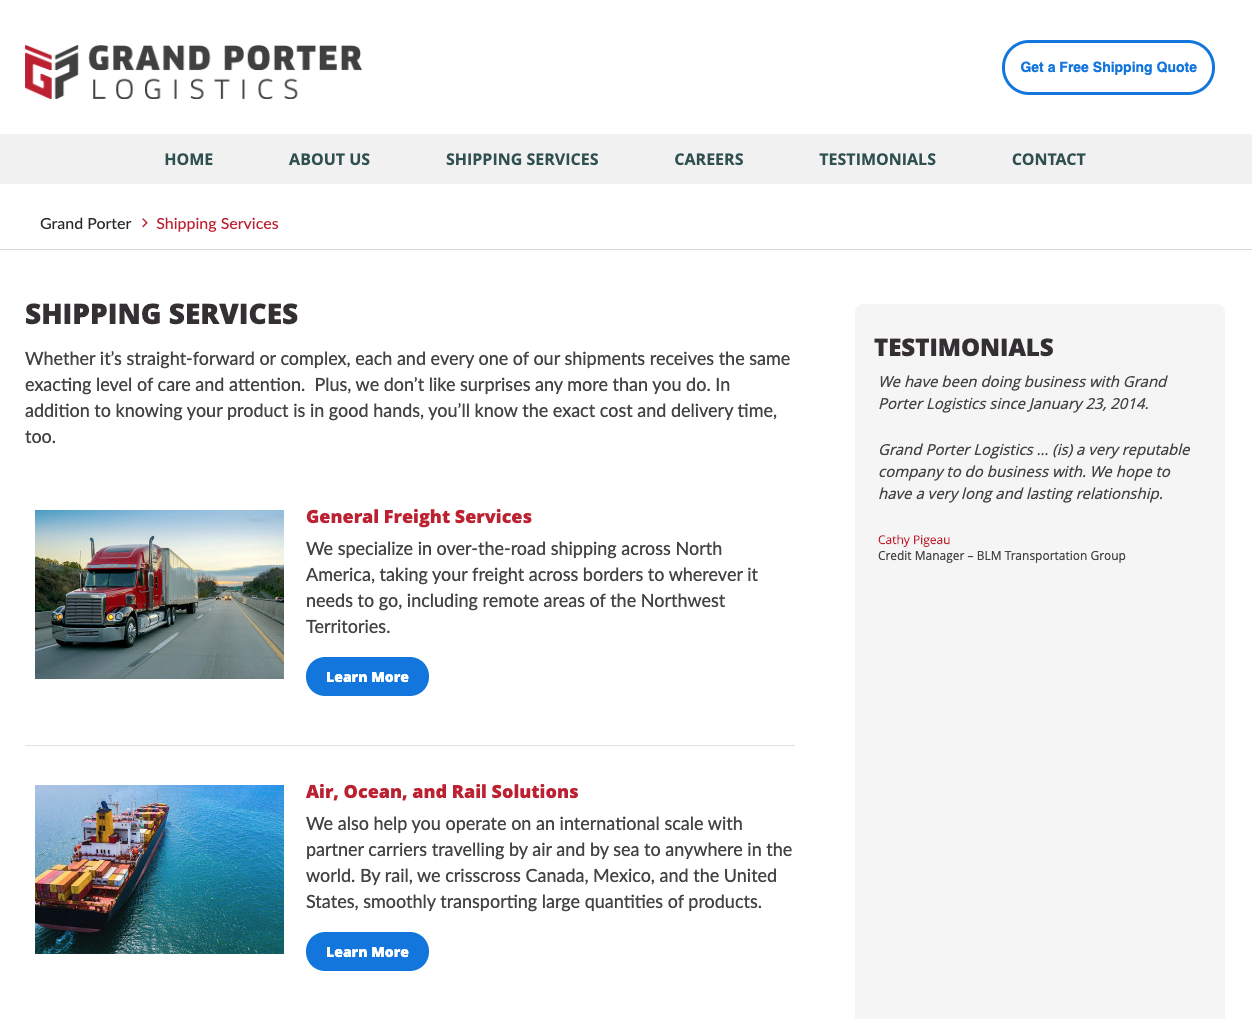 GRAND PORTER
LOGISTICS
Get a Free Shipping Quote
HOME
ABOUT US
SHIPPING SERVICES
CAREERS
TESTIMONIALS
CONTACT
Grand Porter > Shipping Services
SHIPPING SERVICES
Whether it’s straight-forward or complex, each and every one of our shipments receives the same
exacting level of care and attention.  Plus, we don’t like surprises any more than you do. In
addition to knowing your product is in good hands, you’ll know the exact cost and delivery time,
too.
General Freight Services
We specialize in over-the-road shipping across North
America, taking your freight across borders to wherever it
needs to go, including remote areas of the Northwest
Territories.
Learn More
Air, Ocean, and Rail Solutions
We also help you operate on an international scale with
partner carriers travelling by air and by sea to anywhere in the
world. By rail, we crisscross Canada, Mexico, and the United
States, smoothly transporting large quantities of products.
Learn More
TESTIMONIALS
We have been doing business with Grand
Porter Logistics since January 23, 2014.
Grand Porter Logistics … (is) a very reputable
company to do business with. We hope to
have a very long and lasting relationship.
Cathy Pigeau
Credit Manager – BLM Transportation Group